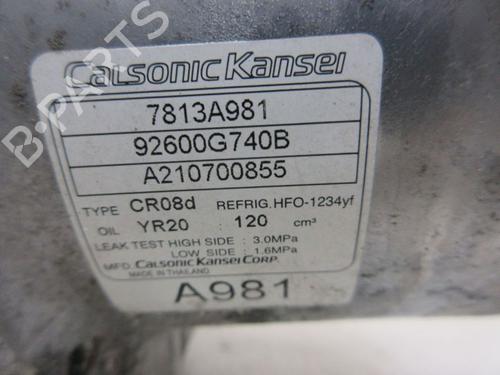 B-PARTS
Calsonic Kansei
7813A981
92600G740B
A210700855
TYPE CR08d REFRIG.HFO-1234yf
OIL YR20 : 120 cm³
LEAK TEST HIGH SIDE : 3.0MPa
LOW SIDE : 1.6MPa
MFD. CALSONIC KANSEI CORP.
MADE IN THAILAND
A981